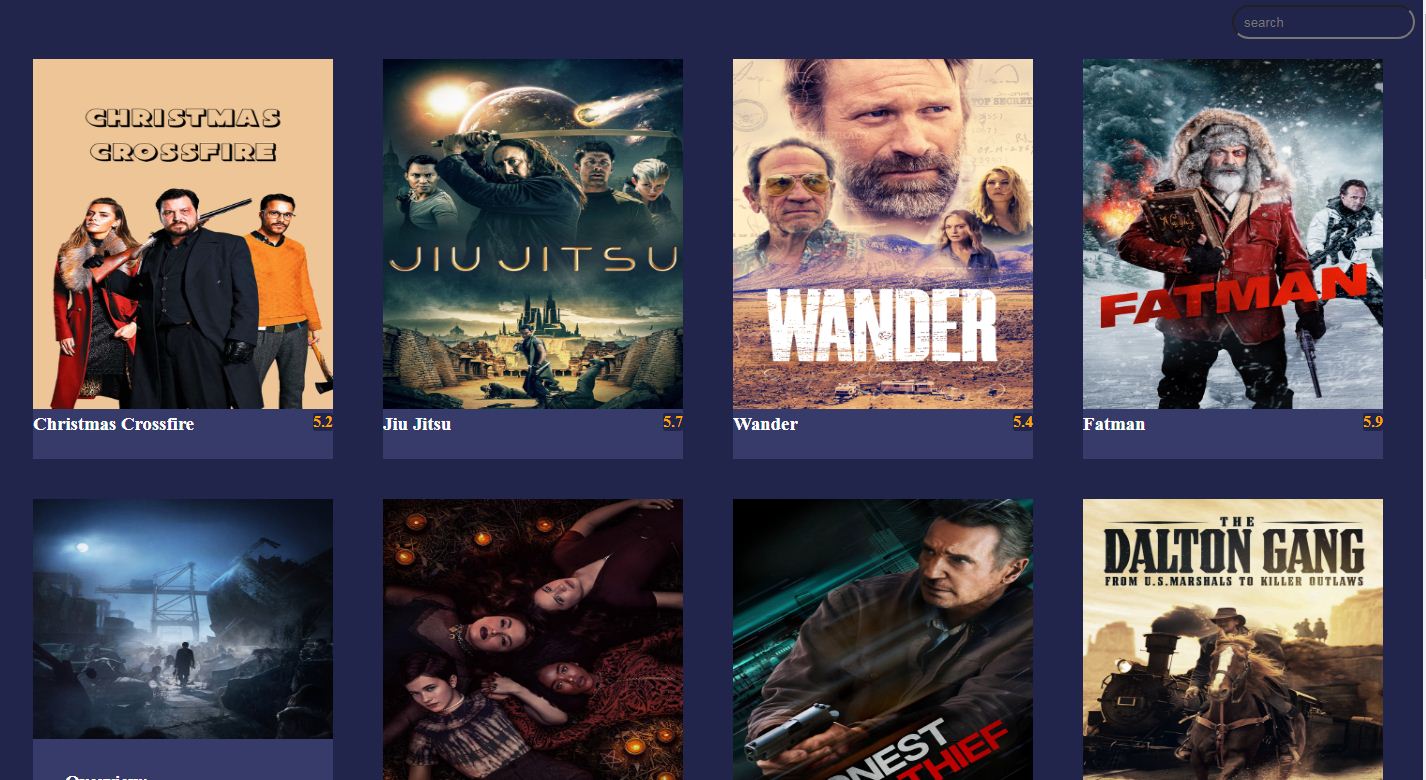 search
CHRISTMAS
CROSSFIRE
JIU JITSU
TOP SECRET
WANDER
FATMAN
Christmas Crossfire 5.2
Jiu Jitsu 5.7
Wander 5.4
Fatman 5.9
THE
DALTON GANG
FROM U.S. MARSHALS TO KILLER OUTLAWS
ONEST
THIEF
Overview: